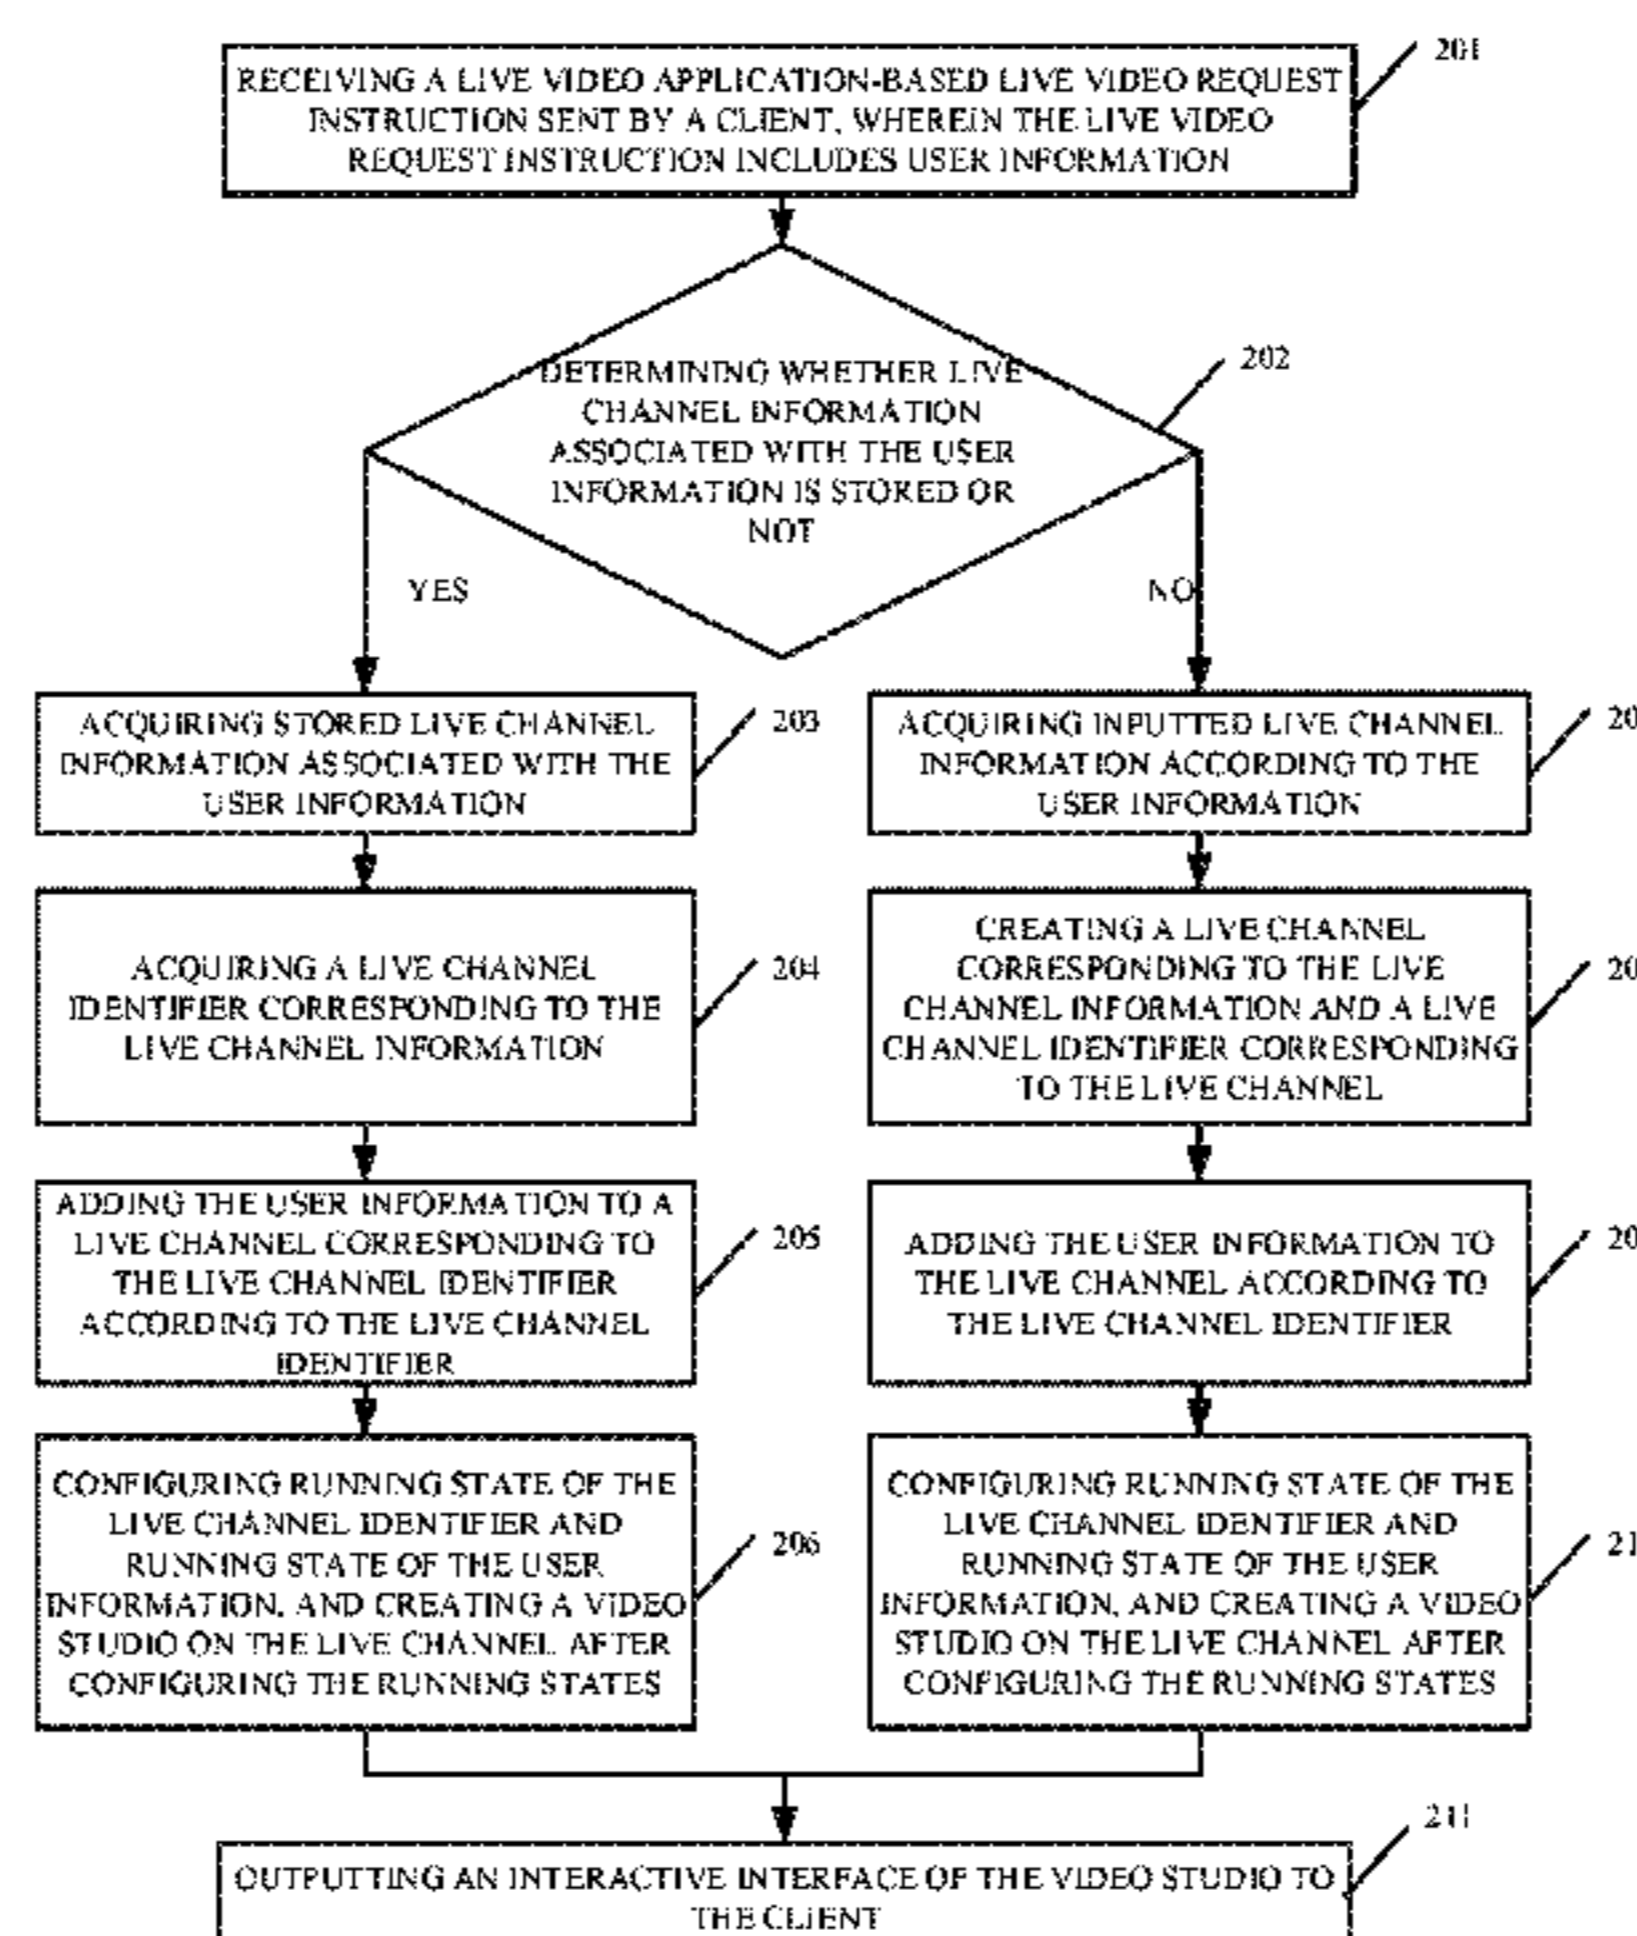 201
RECEIVING A LIVE VIDEO APPLICATION-BASED LIVE VIDEO REQUEST
INSTRUCTION SENT BY A CLIENT, WHEREIN THE LIVE VIDEO
REQUEST INSTRUCTION INCLUDES USER INFORMATION
202
DETERMINING WHETHER LIVE
CHANNEL INFORMATION
ASSOCIATED WITH THE USER
INFORMATION IS STORED OR
NOT
YES
NO
203
ACQUIRING STORED LIVE CHANNEL
INFORMATION ASSOCIATED WITH THE
USER INFORMATION
20
ACQUIRING INPUTTED LIVE CHANNEL
INFORMATION ACCORDING TO THE
USER INFORMATION
204
ACQUIRING A LIVE CHANNEL
IDENTIFIER CORRESPONDING TO THE
LIVE CHANNEL INFORMATION
20
CREATING A LIVE CHANNEL
CORRESPONDING TO THE LIVE
CHANNEL INFORMATION AND A LIVE
CHANNEL IDENTIFIER CORRESPONDING
TO THE LIVE CHANNEL
205
ADDING THE USER INFORMATION TO A
LIVE CHANNEL CORRESPONDING TO
THE LIVE CHANNEL IDENTIFIER
ACCORDING TO THE LIVE CHANNEL
IDENTIFIER
20
ADDING THE USER INFORMATION TO
THE LIVE CHANNEL ACCORDING TO
THE LIVE CHANNEL IDENTIFIER
206
CONFIGURING RUNNING STATE OF THE
LIVE CHANNEL IDENTIFIER AND
RUNNING STATE OF THE USER
INFORMATION, AND CREATING A VIDEO
STUDIO ON THE LIVE CHANNEL AFTER
CONFIGURING THE RUNNING STATES
21
CONFIGURING RUNNING STATE OF THE
LIVE CHANNEL IDENTIFIER AND
RUNNING STATE OF THE USER
INFORMATION, AND CREATING A VIDEO
STUDIO ON THE LIVE CHANNEL AFTER
CONFIGURING THE RUNNING STATES
211
OUTPUTTING AN INTERACTIVE INTERFACE OF THE VIDEO STUDIO TO
THE CLIENT